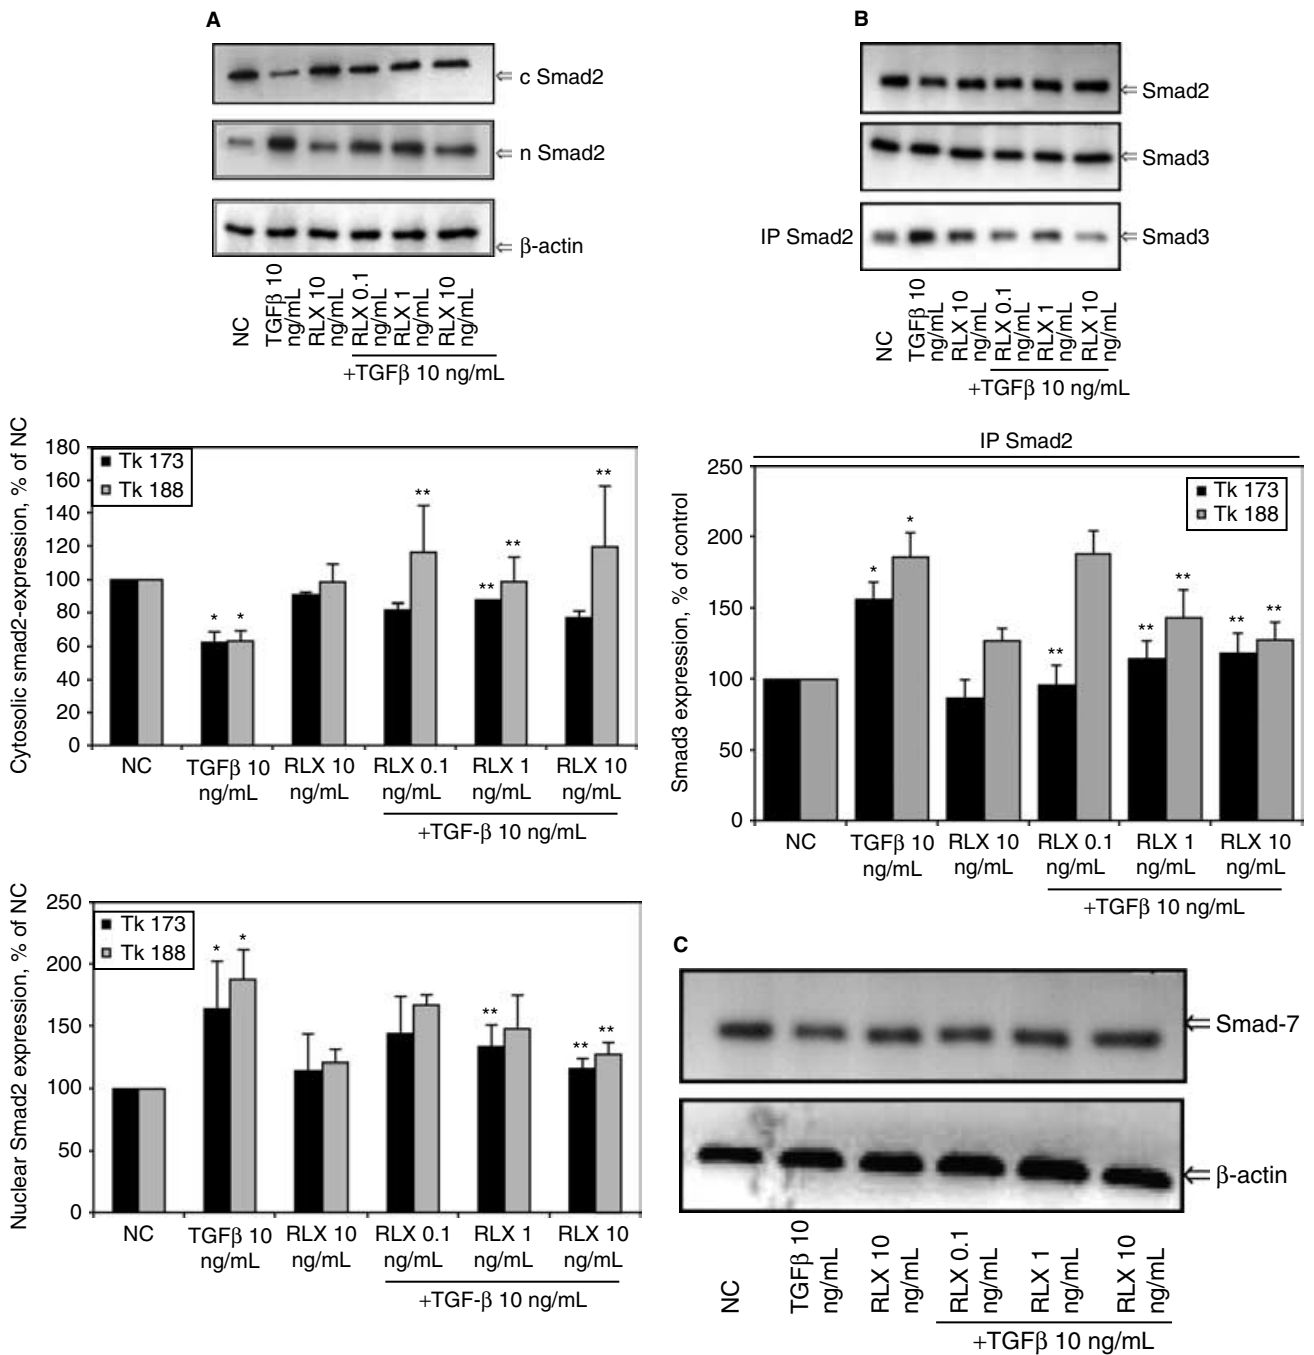 A
c Smad2
n Smad2
β-actin
NC
TGFβ 10
ng/mL
RLX 10
ng/mL
RLX 0.1
ng/mL
RLX 1
ng/mL
RLX 10
ng/mL
+TGFβ 10 ng/mL
Cytosolic smad2-expression, % of NC
180
160
140
120
100
80
60
40
20
0
Tk 173
Tk 188
*
*
**
**
**
**
NC
TGFβ 10
ng/mL
RLX 10
ng/mL
RLX 0.1
ng/mL
RLX 1
ng/mL
RLX 10
ng/mL
+TGF-β 10 ng/mL
Nuclear Smad2 expression, % of NC
250
200
150
100
50
0
Tk 173
Tk 188
*
*
**
**
**
NC
TGFβ 10
ng/mL
RLX 10
ng/mL
RLX 0.1
ng/mL
RLX 1
ng/mL
RLX 10
ng/mL
+TGF-β 10 ng/mL
B
Smad2
Smad3
IP Smad2
Smad3
NC
TGFβ 10
ng/mL
RLX 10
ng/mL
RLX 0.1
ng/mL
RLX 1
ng/mL
RLX 10
ng/mL
+TGFβ 10 ng/mL
IP Smad2
Smad3 expression, % of control
250
200
150
100
50
0
Tk 173
Tk 188
*
*
**
**
**
**
**
NC
TGFβ 10
ng/mL
RLX 10
ng/mL
RLX 0.1
ng/mL
RLX 1
ng/mL
RLX 10
ng/mL
+TGFβ 10 ng/mL
C
Smad-7
β-actin
NC
TGFβ 10
ng/mL
RLX 10
ng/mL
RLX 0.1
ng/mL
RLX 1
ng/mL
RLX 10
ng/mL
+TGFβ 10 ng/mL